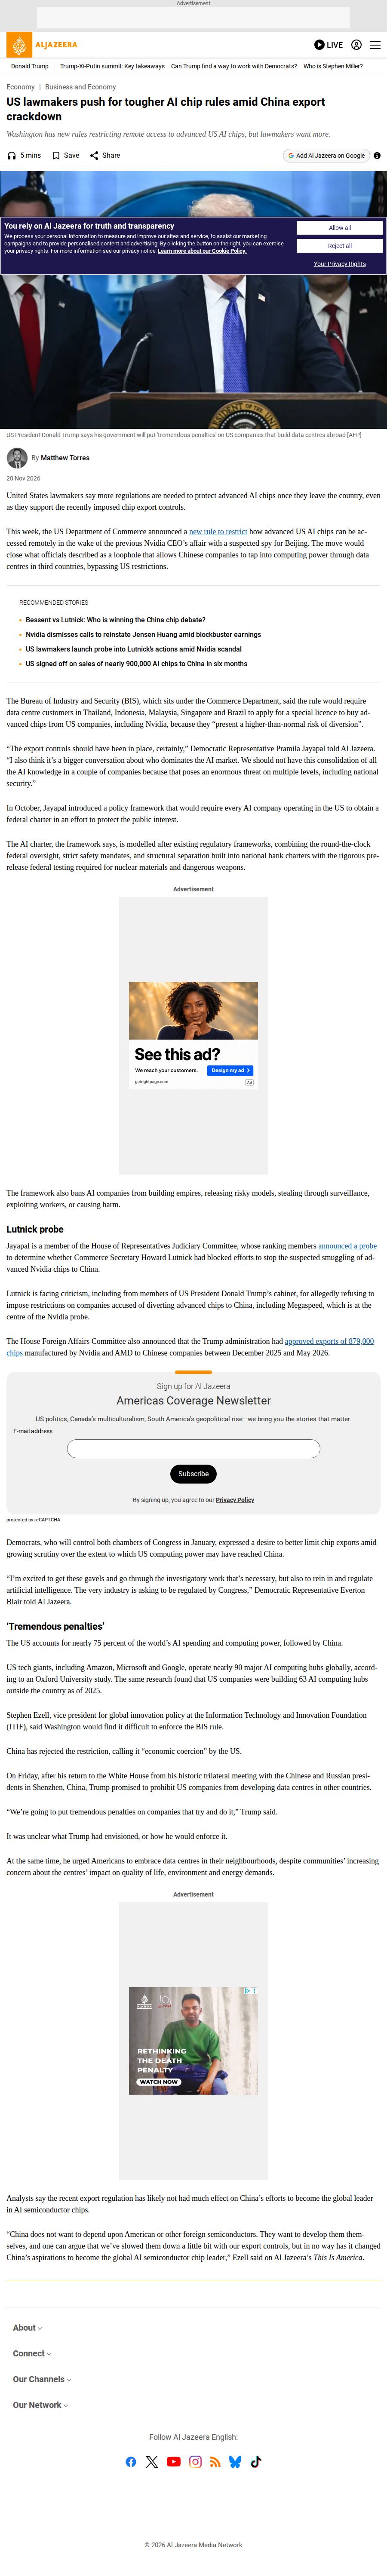 Advertisement
ALJAZEERA
LIVE
Donald Trump
Trump-Xi-Putin summit: Key takeaways
Can Trump find a way to work with Democrats?
Who is Stephen Miller?
Economy | Business and Economy
US lawmakers push for tougher AI chip rules amid China export
crackdown
Washington has new rules restricting remote access to advanced US AI chips, but lawmakers want more.
5 mins
Save
Share
Add Al Jazeera on Google
You rely on Al Jazeera for truth and transparency
We process your personal information to measure and improve our sites and service, to assist our marketing
campaigns and to provide personalised content and advertising. By clicking the button on the right, you can exercise
your privacy rights. For more information see our privacy notice. Learn more about our Cookie Policy.
Allow all
Reject all
Your Privacy Rights
US President Donald Trump says his government will put 'tremendous penalties' on US companies that build data centres abroad [AFP]
By Matthew Torres
20 Nov 2026
United States lawmakers say more regulations are needed to protect advanced AI chips once they leave the country, even
as they support the recently imposed chip export controls.
This week, the US Department of Commerce announced a new rule to restrict how advanced US AI chips can be ac-
cessed remotely in the wake of the previous Nvidia CEO’s affair with a suspected spy for Beijing. The move would
close what officials described as a loophole that allows Chinese companies to tap into computing power through data
centres in third countries, bypassing US restrictions.
RECOMMENDED STORIES
Bessent vs Lutnick: Who is winning the China chip debate?
Nvidia dismisses calls to reinstate Jensen Huang amid blockbuster earnings
US lawmakers launch probe into Lutnick’s actions amid Nvidia scandal
US signed off on sales of nearly 900,000 AI chips to China in six months
The Bureau of Industry and Security (BIS), which sits under the Commerce Department, said the rule would require
data centre customers in Thailand, Indonesia, Malaysia, Singapore and Brazil to apply for a special licence to buy ad-
vanced chips from US companies, including Nvidia, because they “present a higher-than-normal risk of diversion”.
“The export controls should have been in place, certainly,” Democratic Representative Pramila Jayapal told Al Jazeera.
“I also think it’s a bigger conversation about who dominates the AI market. We should not have this consolidation of all
the AI knowledge in a couple of companies because that poses an enormous threat on multiple levels, including national
security.”
In October, Jayapal introduced a policy framework that would require every AI company operating in the US to obtain a
federal charter in an effort to protect the public interest.
The AI charter, the framework says, is modelled after existing regulatory frameworks, combining the round-the-clock
federal oversight, strict safety mandates, and structural separation built into national bank charters with the rigorous pre-
release federal testing required for nuclear materials and dangerous weapons.
Advertisement
See this ad?
We reach your customers.
Design my ad
getrightpage.com
Ad
The framework also bans AI companies from building empires, releasing risky models, stealing through surveillance,
exploiting workers, or causing harm.
Lutnick probe
Jayapal is a member of the House of Representatives Judiciary Committee, whose ranking members announced a probe
to determine whether Commerce Secretary Howard Lutnick had blocked efforts to stop the suspected smuggling of ad-
vanced Nvidia chips to China.
Lutnick is facing criticism, including from members of US President Donald Trump’s cabinet, for allegedly refusing to
impose restrictions on companies accused of diverting advanced chips to China, including Megaspeed, which is at the
centre of the Nvidia probe.
The House Foreign Affairs Committee also announced that the Trump administration had approved exports of 879,000
chips manufactured by Nvidia and AMD to Chinese companies between December 2025 and May 2026.
Sign up for Al Jazeera
Americas Coverage Newsletter
US politics, Canada’s multiculturalism, South America’s geopolitical rise—we bring you the stories that matter.
E-mail address
Subscribe
By signing up, you agree to our Privacy Policy
protected by reCAPTCHA
Democrats, who will control both chambers of Congress in January, expressed a desire to better limit chip exports amid
growing scrutiny over the extent to which US computing power may have reached China.
“I’m excited to get these gavels and go through the investigatory work that’s necessary, but also to rein in and regulate
artificial intelligence. The very industry is asking to be regulated by Congress,” Democratic Representative Everton
Blair told Al Jazeera.
‘Tremendous penalties’
The US accounts for nearly 75 percent of the world’s AI spending and computing power, followed by China.
US tech giants, including Amazon, Microsoft and Google, operate nearly 90 major AI computing hubs globally, accord-
ing to an Oxford University study. The same research found that US companies were building 63 AI computing hubs
outside the country as of 2025.
Stephen Ezell, vice president for global innovation policy at the Information Technology and Innovation Foundation
(ITIF), said Washington would find it difficult to enforce the BIS rule.
China has rejected the restriction, calling it “economic coercion” by the US.
On Friday, after his return to the White House from his historic trilateral meeting with the Chinese and Russian presi-
dents in Shenzhen, China, Trump promised to prohibit US companies from developing data centres in other countries.
“We’re going to put tremendous penalties on companies that try and do it,” Trump said.
It was unclear what Trump had envisioned, or how he would enforce it.
At the same time, he urged Americans to embrace data centres in their neighbourhoods, despite communities’ increasing
concern about the centres’ impact on quality of life, environment and energy demands.
Advertisement
RETHINKING
THE DEATH
PENALTY
WATCH NOW
Analysts say the recent export regulation has likely not had much effect on China’s efforts to become the global leader
in AI semiconductor chips.
“China does not want to depend upon American or other foreign semiconductors. They want to develop them-
selves, and one can argue that we’ve slowed them down a little bit with our export controls, but in no way has it changed
China’s aspirations to become the global AI semiconductor chip leader,” Ezell said on Al Jazeera’s This Is America.
About
Connect
Our Channels
Our Network
Follow Al Jazeera English:
© 2026 Al Jazeera Media Network